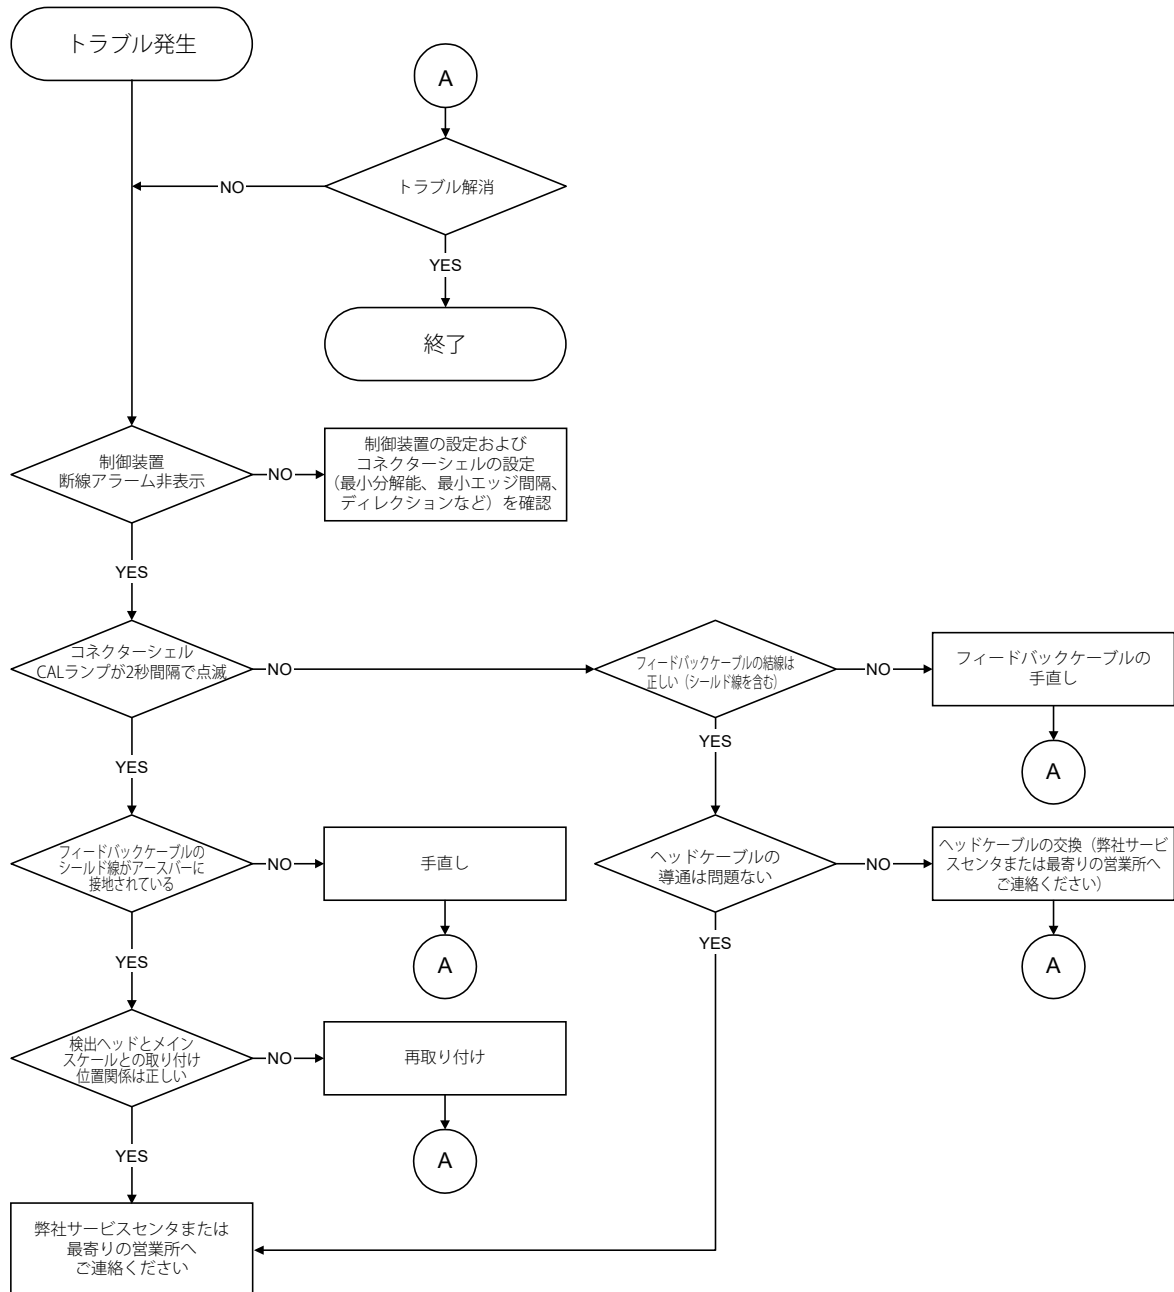 トラブル発生
A
トラブル解消
NO
YES
終了
制御装置
断線アラーム非表示
NO
制御装置の設定および
コネクターシェルの設定
（最小分解能、最小エッジ間隔、
ディレクションなど）を確認
YES
コネクターシェル
CALランプが2秒間隔で点滅
NO
フィードバックケーブルの結線は
正しい（シールド線を含む）
NO
フィードバックケーブルの
手直し
YES
YES
A
フィードバックケーブルの
シールド線がアースバーに
接地されている
NO
手直し
ヘッドケーブルの
導通は問題ない
NO
ヘッドケーブルの交換（弊社サービ
スセンタまたは最寄りの営業所へ
ご連絡ください）
YES
A
YES
A
検出ヘッドとメイン
スケールとの取り付け
位置関係は正しい
NO
再取り付け
YES
A
弊社サービスセンタまたは
最寄りの営業所へ
ご連絡ください